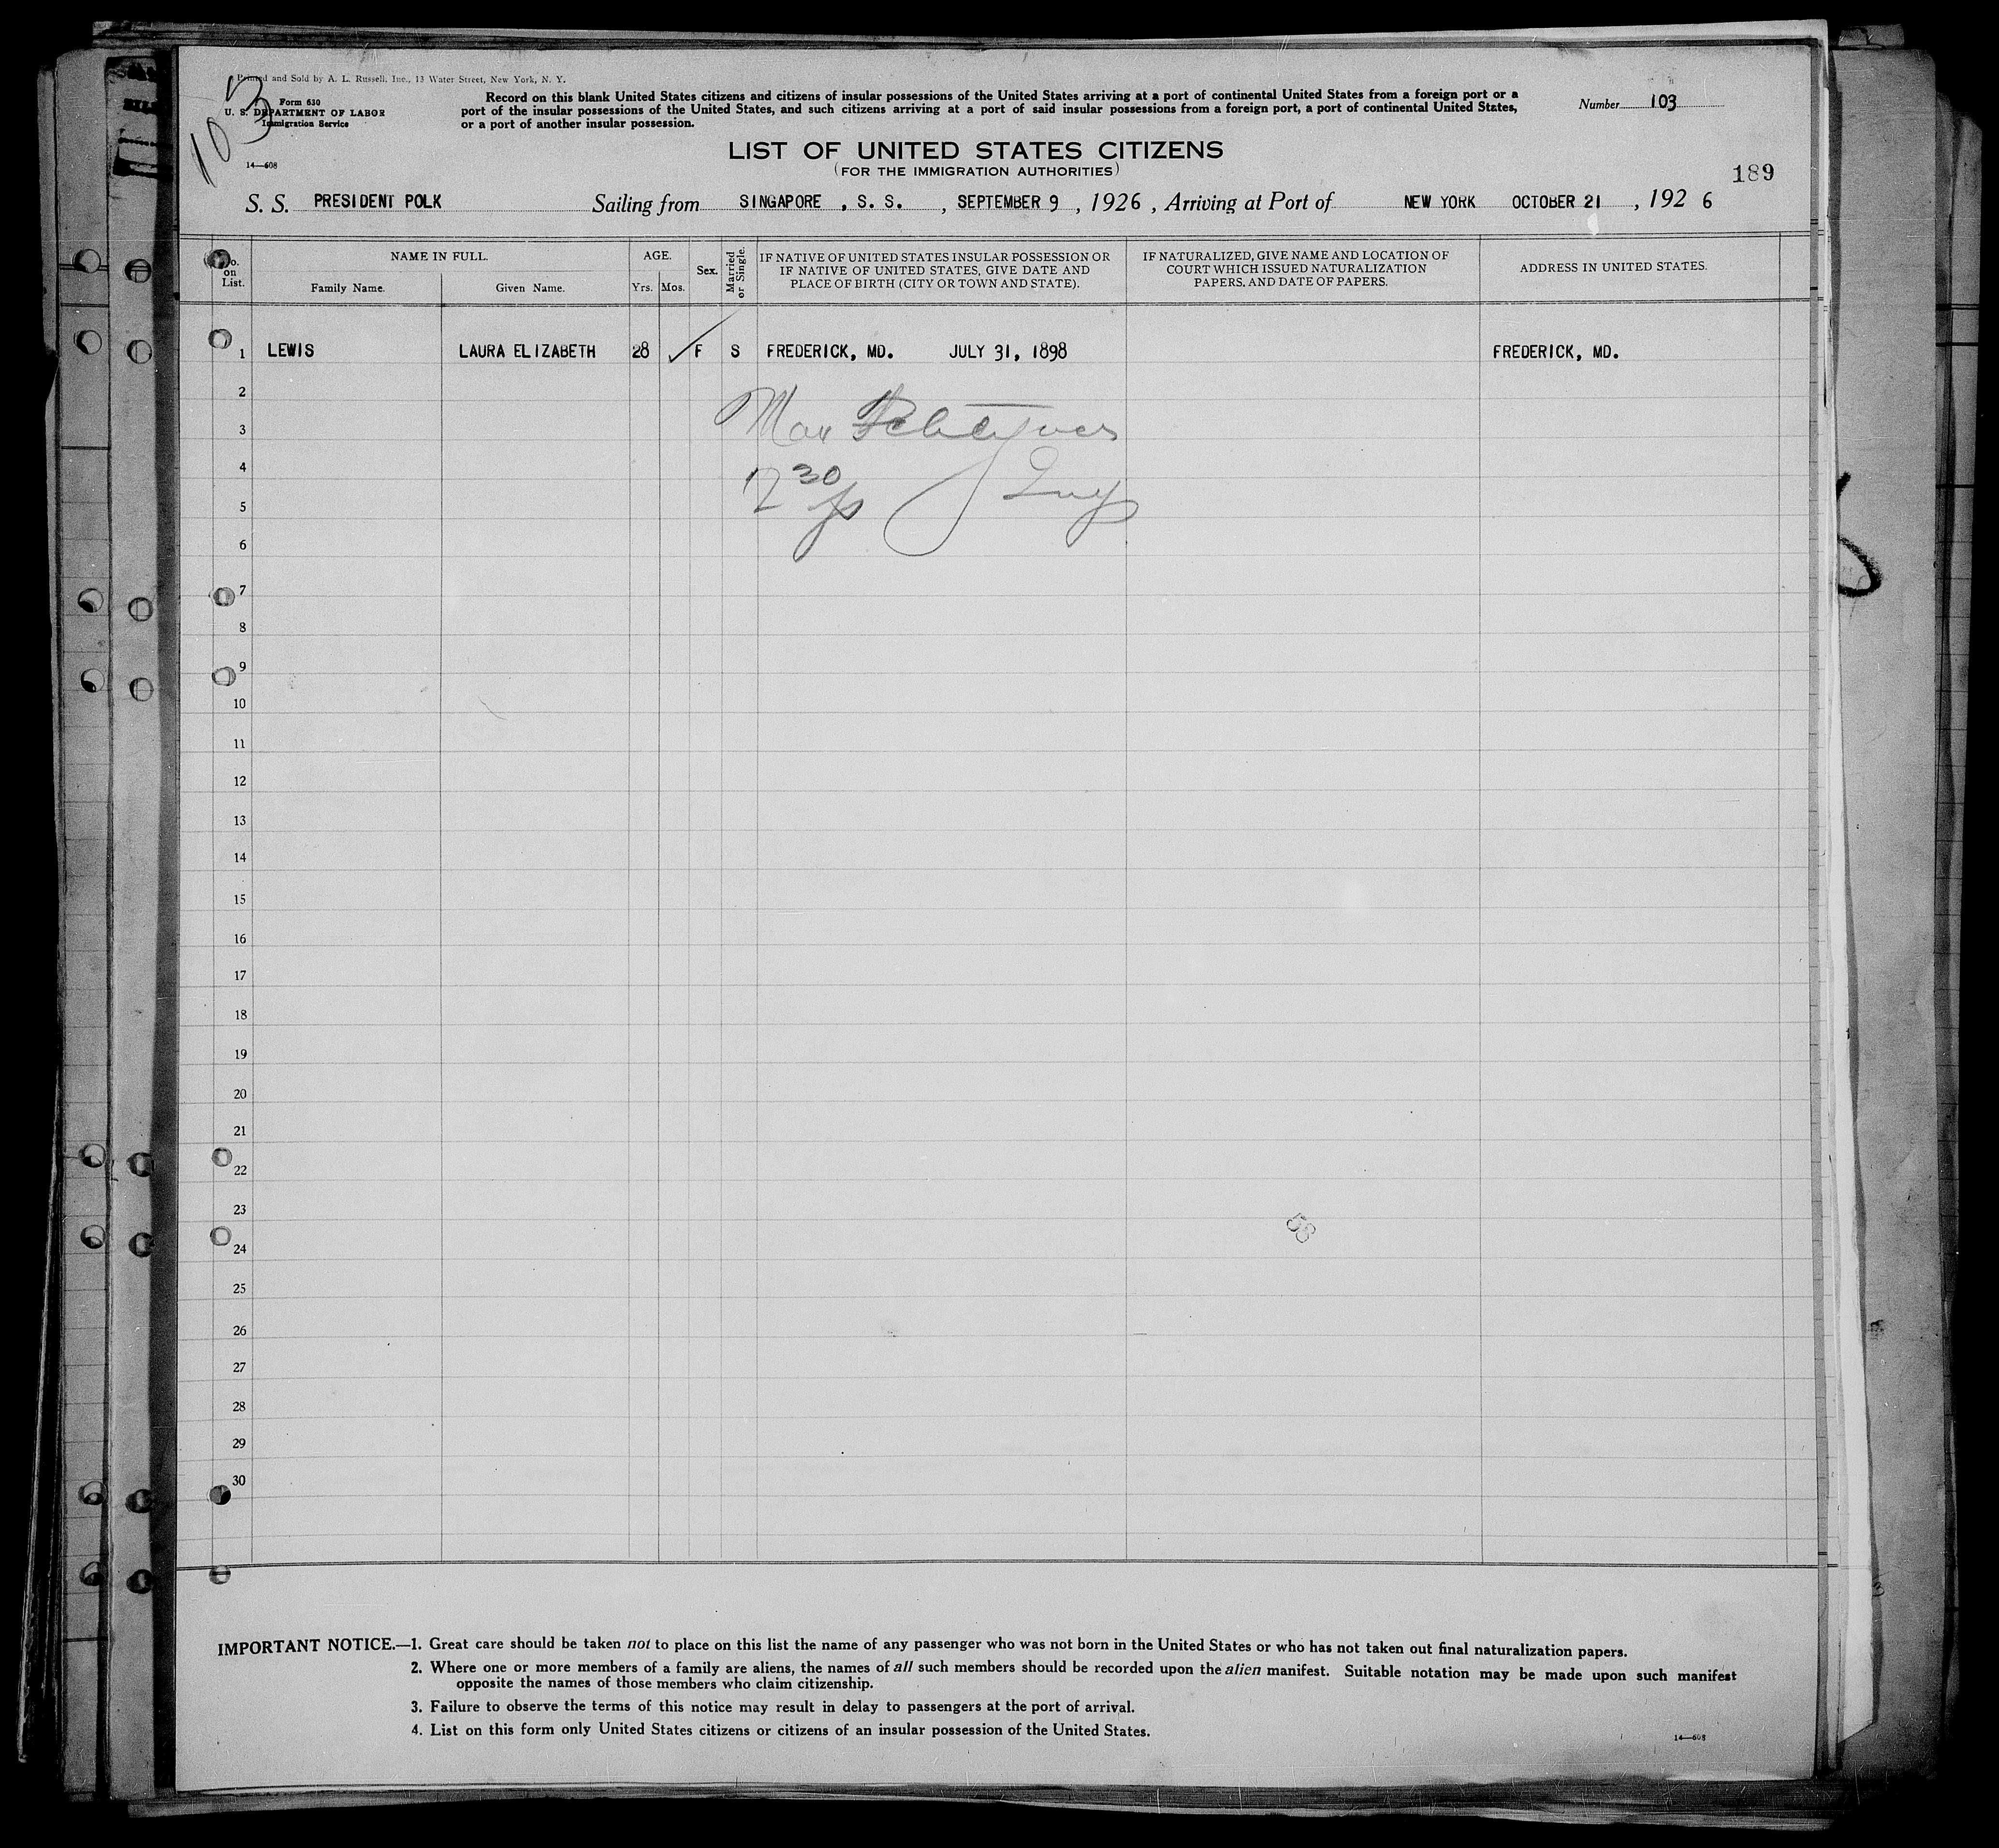 Printed and Sold by A. L. Russell, Inc., 13 Water Street, New York, N. Y.
103
Form 630
U. S. DEPARTMENT OF LABOR
Immigration Service
14—608
Record on this blank United States citizens and citizens of insular possessions of the United States arriving at a port of continental United States from a foreign port or a
port of the insular possessions of the United States, and such citizens arriving at a port of said insular possessions from a foreign port, a port of continental United States,
or a port of another insular possession.
Number 103
LIST OF UNITED STATES CITIZENS
(FOR THE IMMIGRATION AUTHORITIES)
189
S. S. PRESIDENT POLK Sailing from SINGAPORE , S. S. , SEPTEMBER 9 , 1926 , Arriving at Port of NEW YORK OCTOBER 21 , 192 6
No. on List.
NAME IN FULL.
Family Name.
Given Name.
AGE.
Yrs.
Mos.
Sex.
Married or Single.
IF NATIVE OF UNITED STATES INSULAR POSSESSION OR
IF NATIVE OF UNITED STATES, GIVE DATE AND
PLACE OF BIRTH (CITY OR TOWN AND STATE).
IF NATURALIZED, GIVE NAME AND LOCATION OF
COURT WHICH ISSUED NATURALIZATION
PAPERS, AND DATE OF PAPERS.
ADDRESS IN UNITED STATES.
1 LEWIS LAURA ELIZABETH 28 F S FREDERICK, MD. JULY 31, 1898 FREDERICK, MD.
2
Max
3
4
30
5
6
7
8
9
10
11
12
13
14
15
16
17
18
19
20
21
22
23
24
25
26
27
28
29
30
IMPORTANT NOTICE.—1. Great care should be taken not to place on this list the name of any passenger who was not born in the United States or who has not taken out final naturalization papers.
2. Where one or more members of a family are aliens, the names of all such members should be recorded upon the alien manifest. Suitable notation may be made upon such manifest
opposite the names of those members who claim citizenship.
3. Failure to observe the terms of this notice may result in delay to passengers at the port of arrival.
4. List on this form only United States citizens or citizens of an insular possession of the United States.
14—608